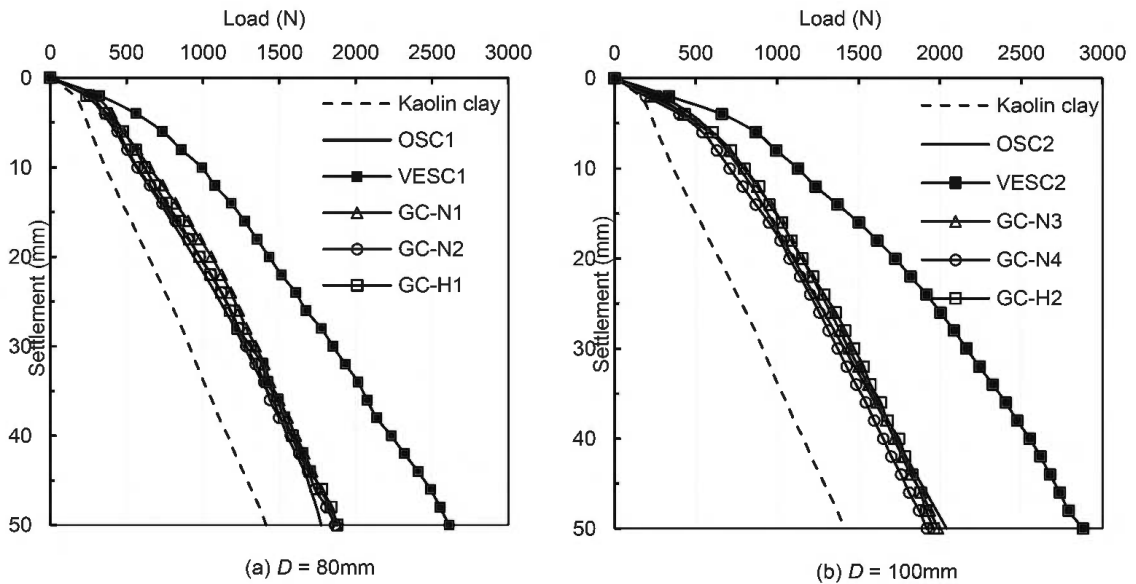 Load (N)
0 500 1000 1500 2000 2500 3000
0
10
20
30
40
50
Settlement (mm)
Kaolin clay
OSC1
VESC1
GC-N1
GC-N2
GC-H1
(a) D = 80mm
Load (N)
0 500 1000 1500 2000 2500 3000
0
10
20
30
40
50
Settlement (mm)
Kaolin clay
OSC2
VESC2
GC-N3
GC-N4
GC-H2
(b) D = 100mm